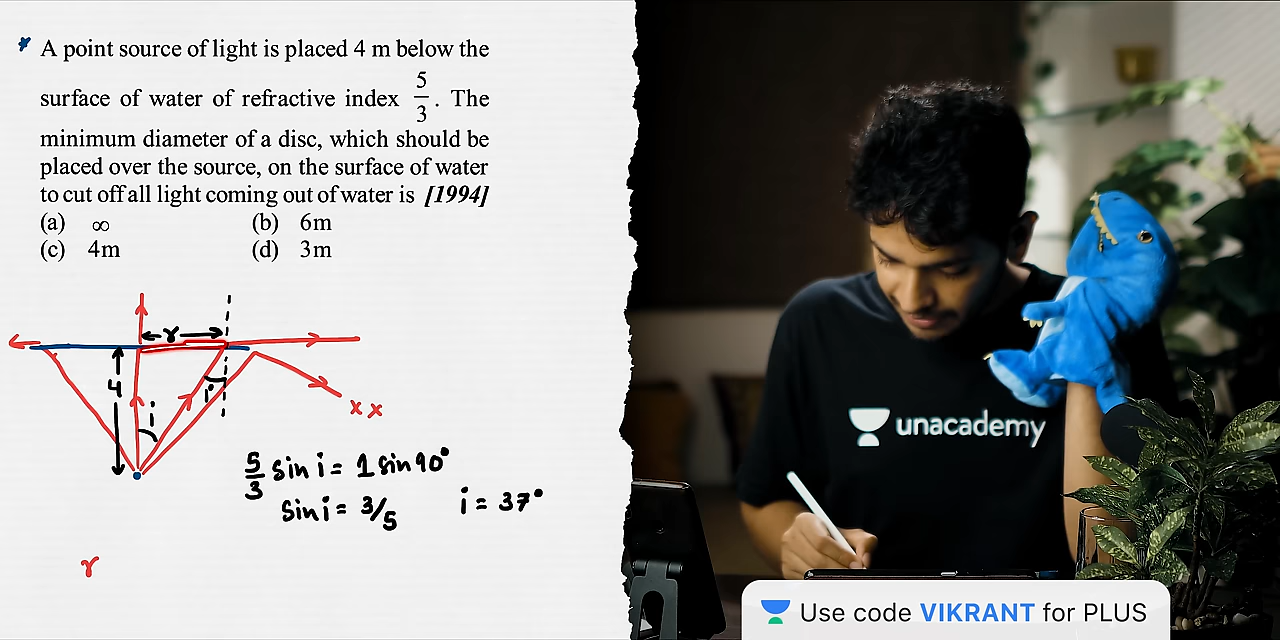 * A point source of light is placed 4 m below the
surface of water of refractive index 5/3. The
minimum diameter of a disc, which should be
placed over the source, on the surface of water
to cut off all light coming out of water is [1994]
(a) ∞ (b) 6m
(c) 4m (d) 3m
r
4
i
i
x x
5/3 sin i = 1 sin 90°
sin i = 3/5 i = 37°
r
unacademy
Use code VIKRANT for PLUS